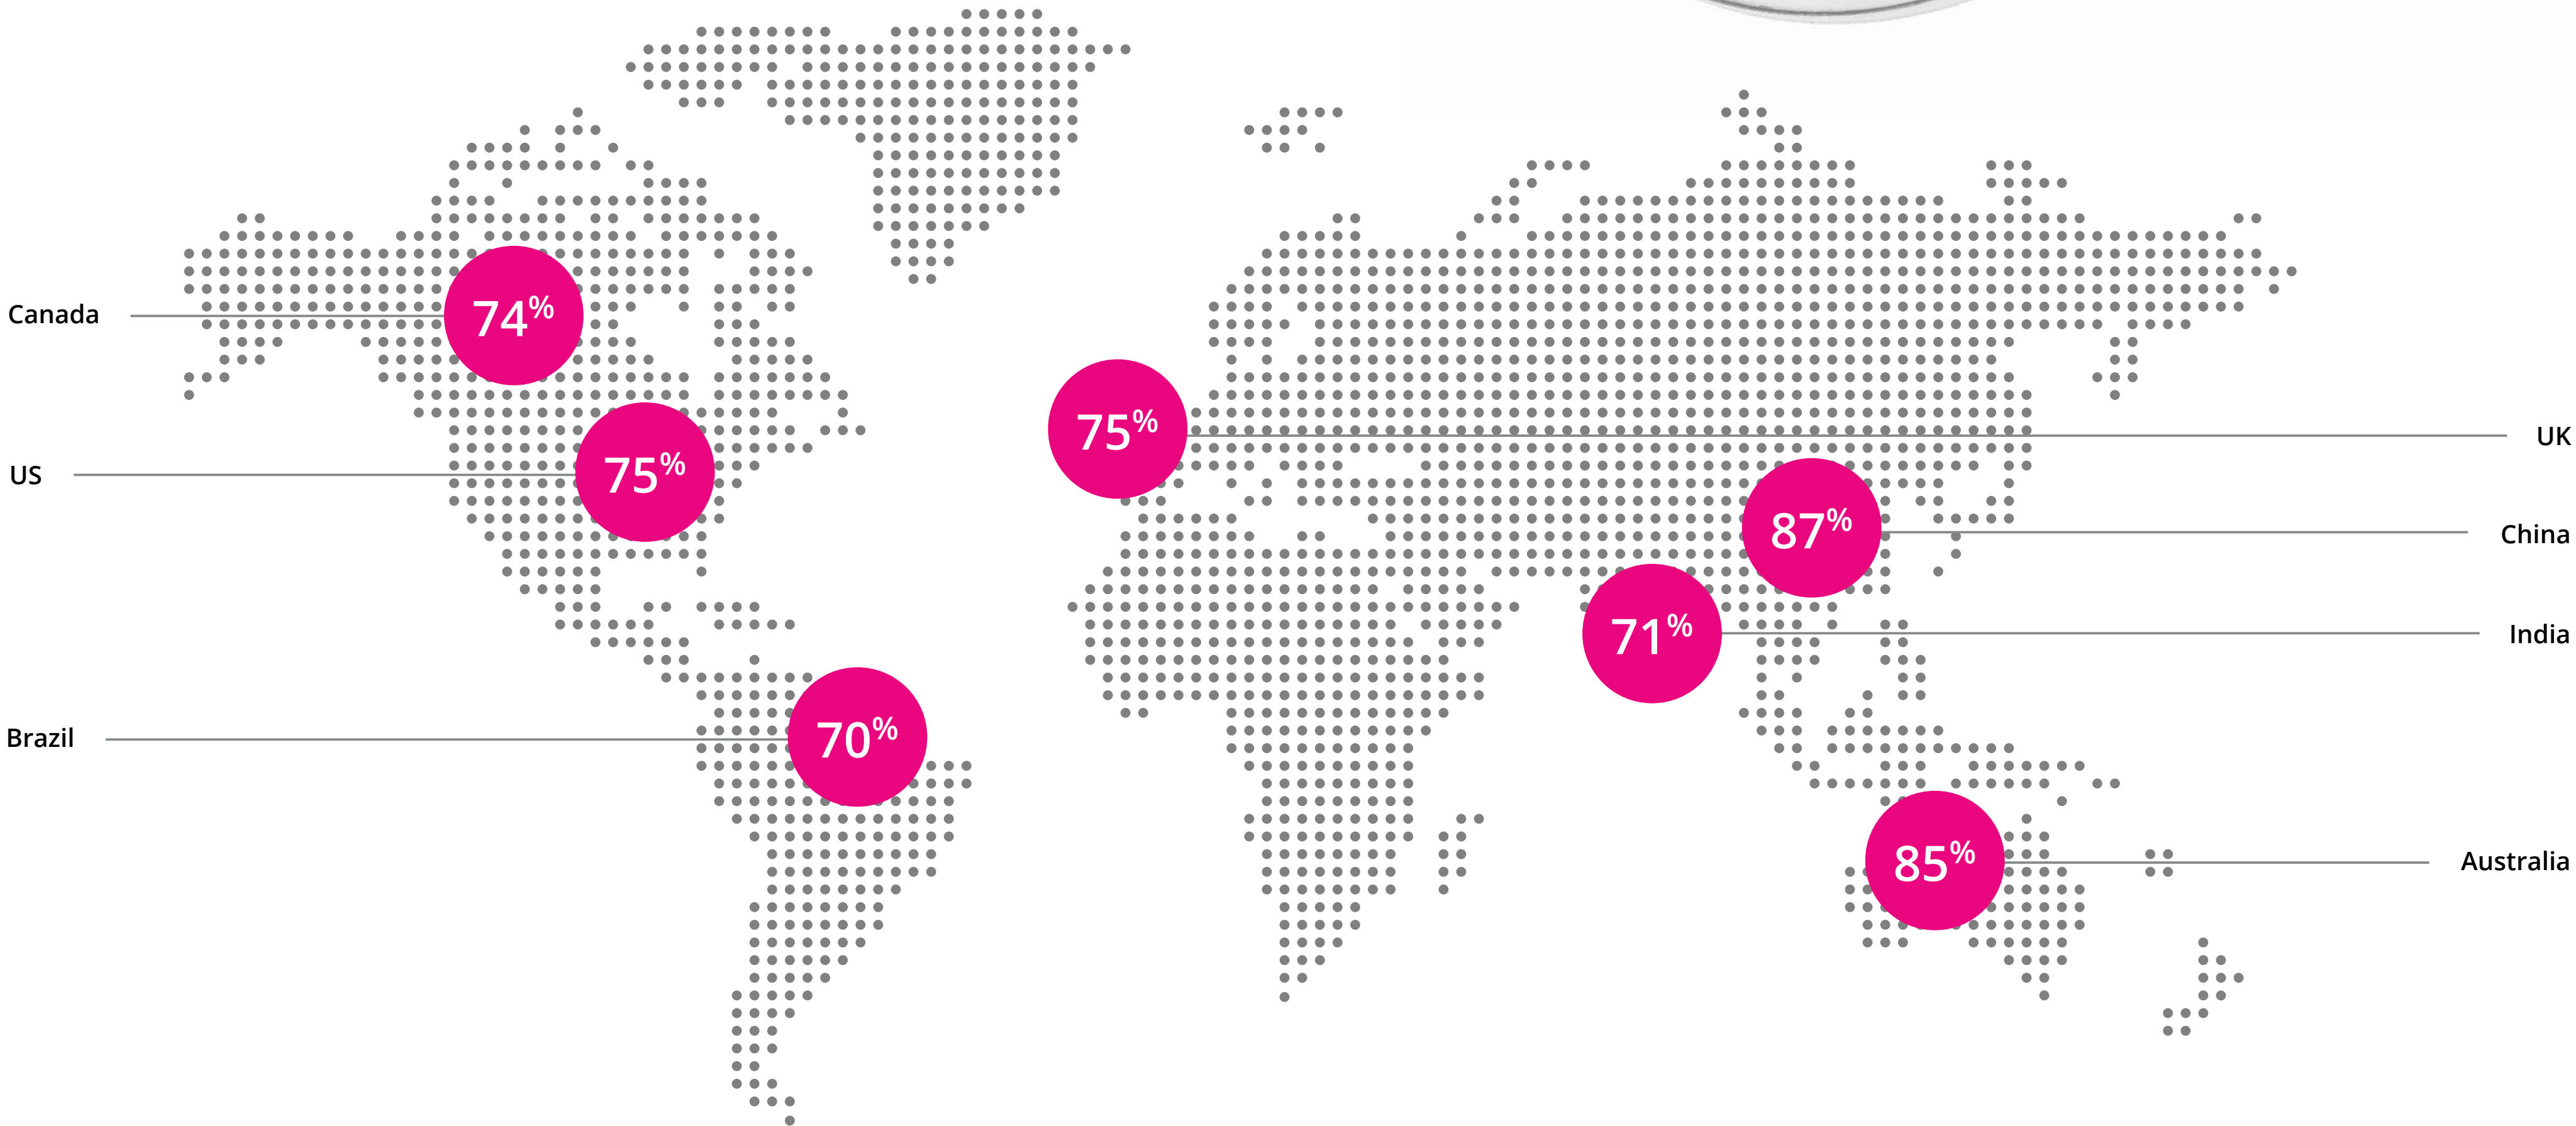 Canada
74%
US
75%
Brazil
70%
75%
UK
87%
China
71%
India
85%
Australia